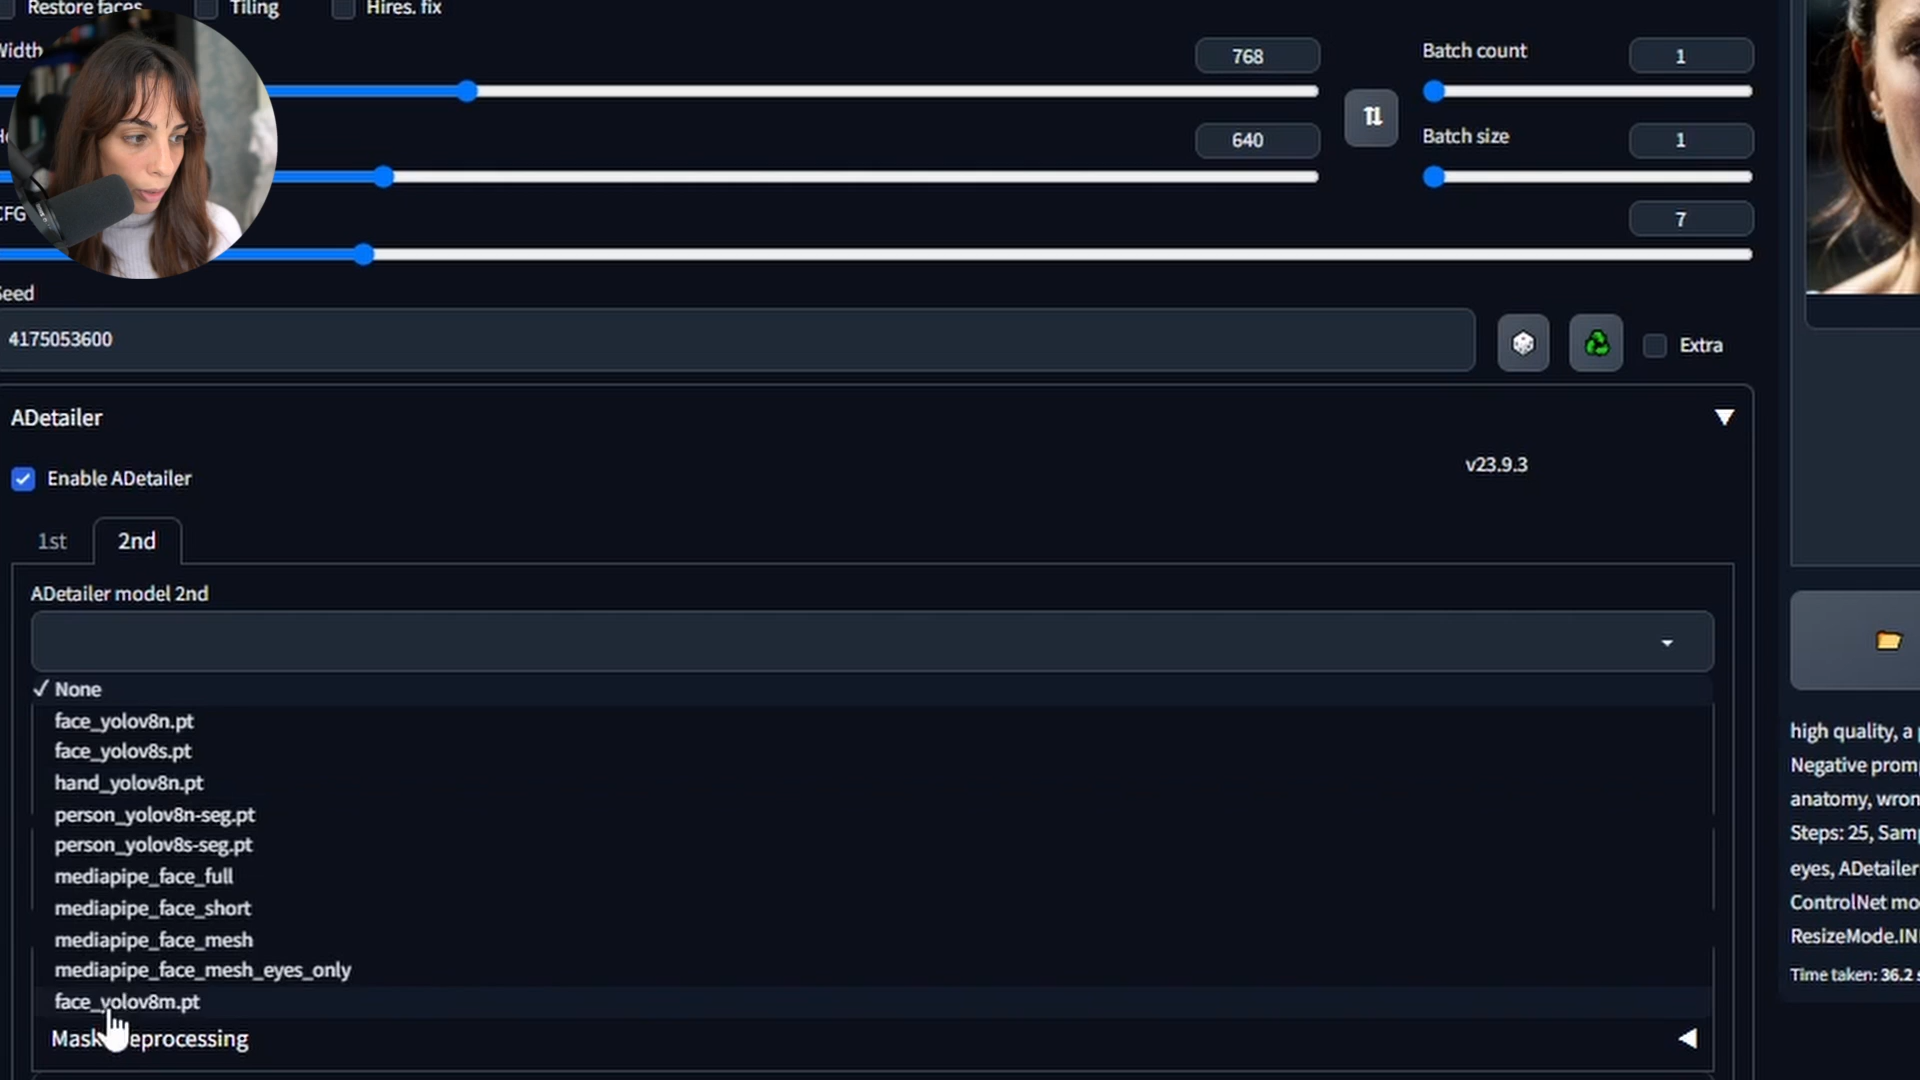 Restore faces Tiling Hires. fix
Width 768 Batch count 1
640 Batch size 1
CFG 7
Seed
4175053600 Extra
ADetailer
Enable ADetailer v23.9.3
1st 2nd
ADetailer model 2nd
✓ None
face_yolov8n.pt
face_yolov8s.pt
hand_yolov8n.pt
person_yolov8n-seg.pt
person_yolov8s-seg.pt
mediapipe_face_full
mediapipe_face_short
mediapipe_face_mesh
mediapipe_face_mesh_eyes_only
face_yolov8m.pt
Mask eprocessing
high quality, a
Negative prom
anatomy, wron
Steps: 25, Sam
eyes, ADetailer
ControlNet mo
ResizeMode.IN
Time taken: 36.2 s